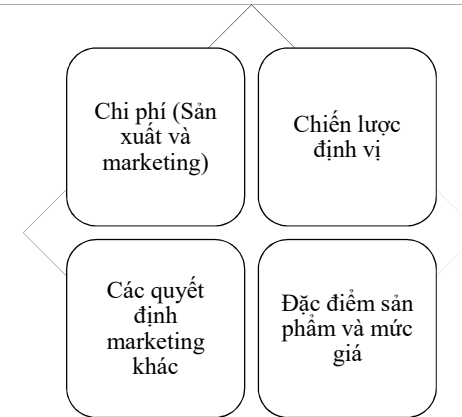 Chi phí (Sản
xuất và
marketing)
Chiến lược
định vị
Các quyết
định
marketing
khác
Đặc điểm sản
phẩm và mức
giá